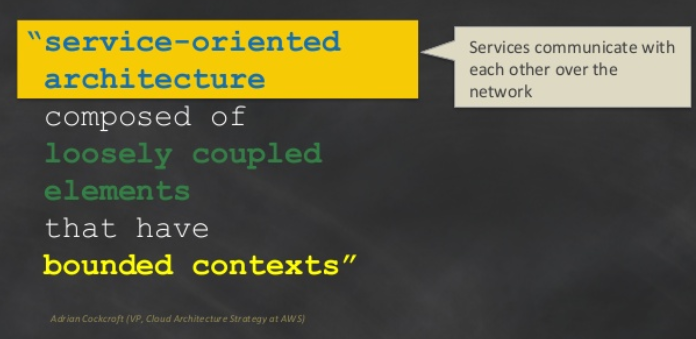 “service-oriented
architecture
composed of
loosely coupled
elements
that have
bounded contexts”
Services communicate with
each other over the
network
Adrian Cockcroft (VP, Cloud Architecture Strategy at AWS)